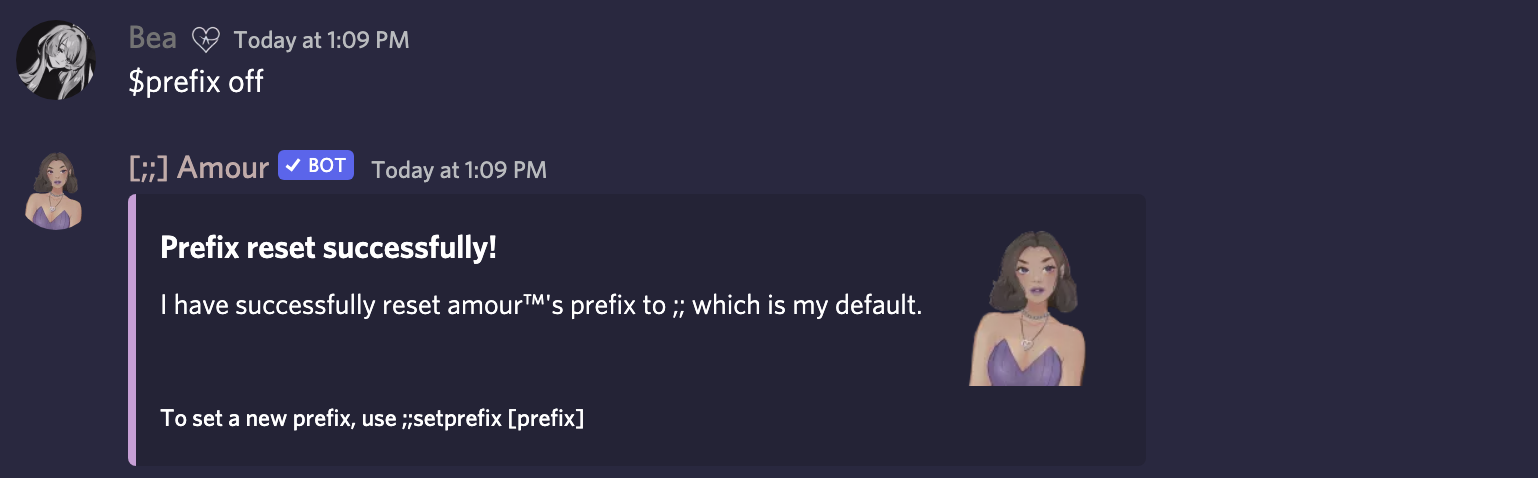 Bea Today at 1:09 PM
$prefix off
[;;] Amour ✓ BOT Today at 1:09 PM
Prefix reset successfully!
I have successfully reset amour™'s prefix to ;; which is my default.
To set a new prefix, use ;;setprefix [prefix]